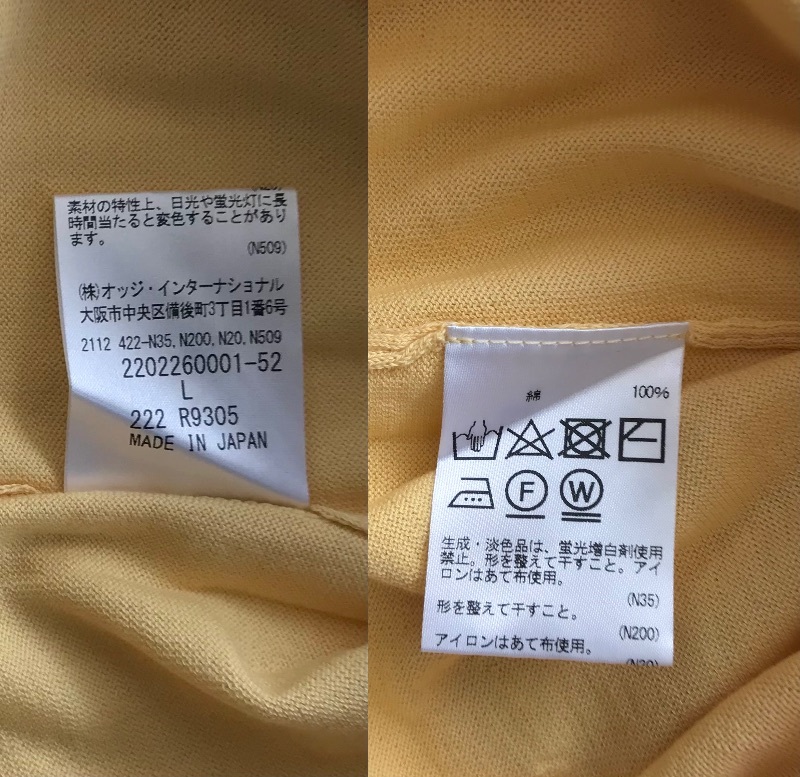 素材の特性上、日光や蛍光灯に長
時間当たると変色することがあり
ます。
(N509)
(株)オッジ・インターナショナル
大阪市中央区備後町3丁目1番6号
2112 422-N35, N200, N20, N509
2202260001-52
L
222 R9305
MADE IN JAPAN
綿 100%
F W
生成・淡色品は、蛍光増白剤使用
禁止。形を整えて干すこと。アイ
ロンはあて布使用。
(N35)
形を整えて干すこと。
(N200)
アイロンはあて布使用。